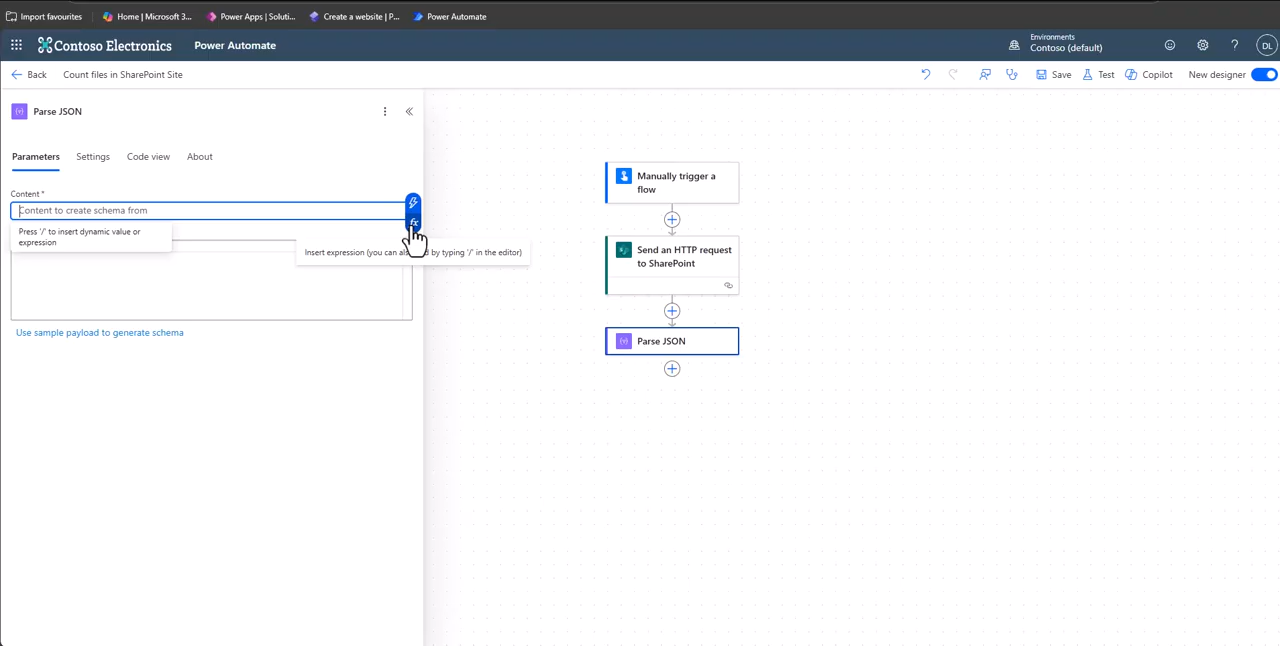 Import favourites
Home | Microsoft 3...
Power Apps | Soluti...
Create a website | P...
Power Automate
Contoso Electronics
Power Automate
Environments
Contoso (default)
DL
Back
Count files in SharePoint Site
Save
Test
Copilot
New designer
Parse JSON
Parameters
Settings
Code view
About
Content *
Content to create schema from
fx
Press '/' to insert dynamic value or
expression
Insert expression (you can als d by typing '/' in the editor)
Use sample payload to generate schema
Manually trigger a
flow
Send an HTTP request
to SharePoint
Parse JSON